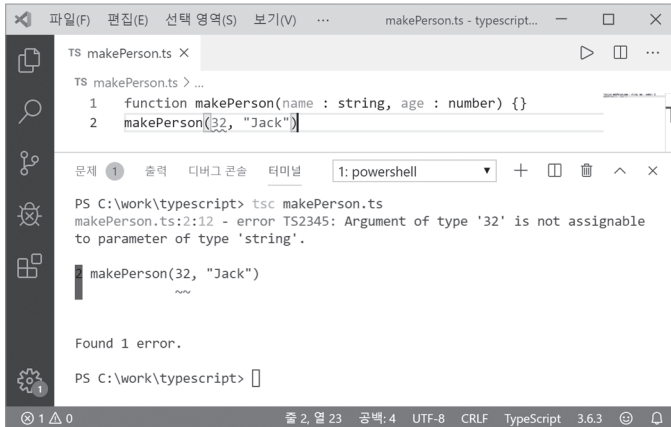 파일(F) 편집(E) 선택 영역(S) 보기(V) ··· makePerson.ts - typescript...
TS makePerson.ts ×
TS makePerson.ts > ...
1 function makePerson(name : string, age : number) {}
2 makePerson(32, "Jack")
문제 1 출력 디버그 콘솔 터미널 1: powershell
PS C:\work\typescript> tsc makePerson.ts
makePerson.ts:2:12 - error TS2345: Argument of type '32' is not assignable
to parameter of type 'string'.
2 makePerson(32, "Jack")
~~
Found 1 error.
PS C:\work\typescript>
1
1 0 줄 2, 열 23 공백: 4 UTF-8 CRLF TypeScript 3.6.3